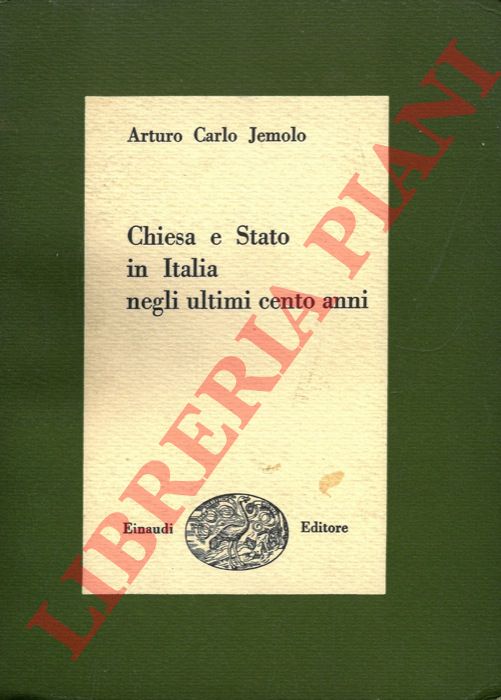 Arturo Carlo Jemolo
Chiesa e Stato
in Italia
negli ultimi cento anni
Einaudi Editore
LIBRERIA PIANI